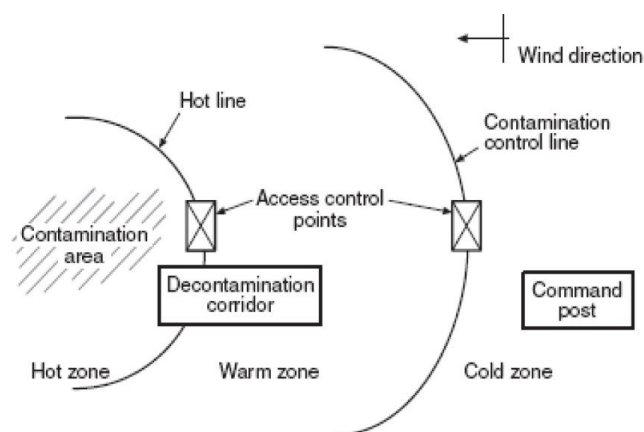 Wind direction
Hot line
Contamination
control line
Access control
points
Contamination
area
Decontamination
corridor
Command
post
Hot zone
Warm zone
Cold zone